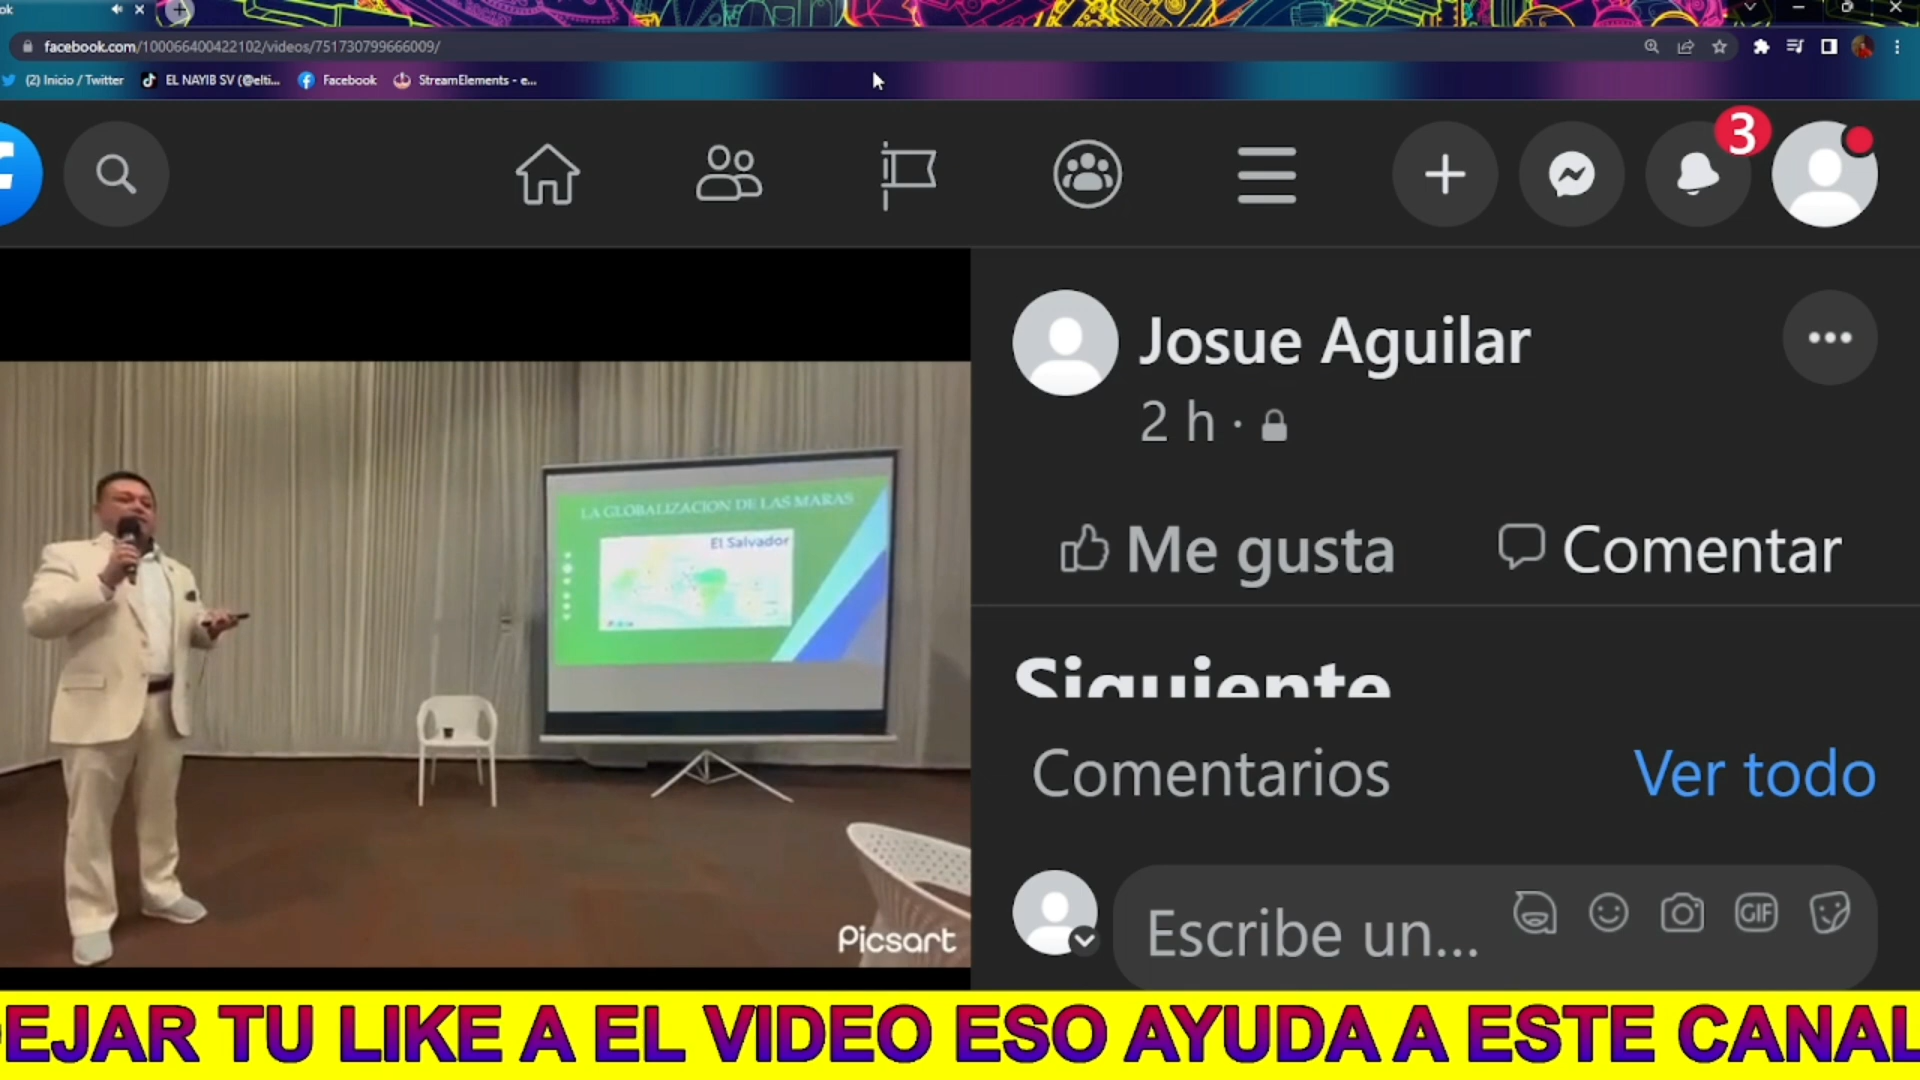 ok
facebook.com/100066400422102/videos/751730799666009/
(2) Inicio / Twitter
EL NAYIB SV (@elti...
Facebook
StreamElements - e...
3
Josue Aguilar
2 h ·
Me gusta
Comentar
Siguiente
Comentarios
Ver todo
Escribe un...
GIF
LA GLOBALIZACION DE LAS MARAS
El Salvador
Picsart
DEJAR TU LIKE A EL VIDEO ESO AYUDA A ESTE CANAL